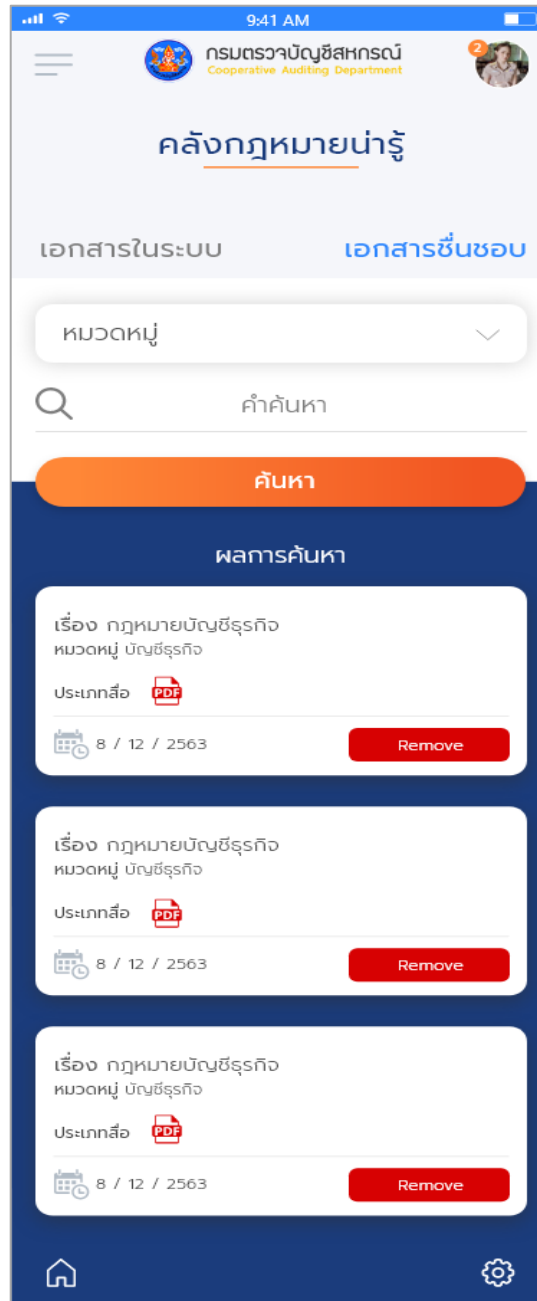 9:41 AM
กรมตรวจบัญชีสหกรณ์
Cooperative Auditing Department
2
คลังกฎหมายน่ารู้
เอกสารในระบบ เอกสารชื่นชอบ
หมวดหมู่
คำค้นหา
ค้นหา
ผลการค้นหา
เรื่อง กฎหมายบัญชีธุรกิจ
หมวดหมู่ บัญชีธุรกิจ
ประเภทสื่อ PDF
8 / 12 / 2563 Remove
เรื่อง กฎหมายบัญชีธุรกิจ
หมวดหมู่ บัญชีธุรกิจ
ประเภทสื่อ PDF
8 / 12 / 2563 Remove
เรื่อง กฎหมายบัญชีธุรกิจ
หมวดหมู่ บัญชีธุรกิจ
ประเภทสื่อ PDF
8 / 12 / 2563 Remove